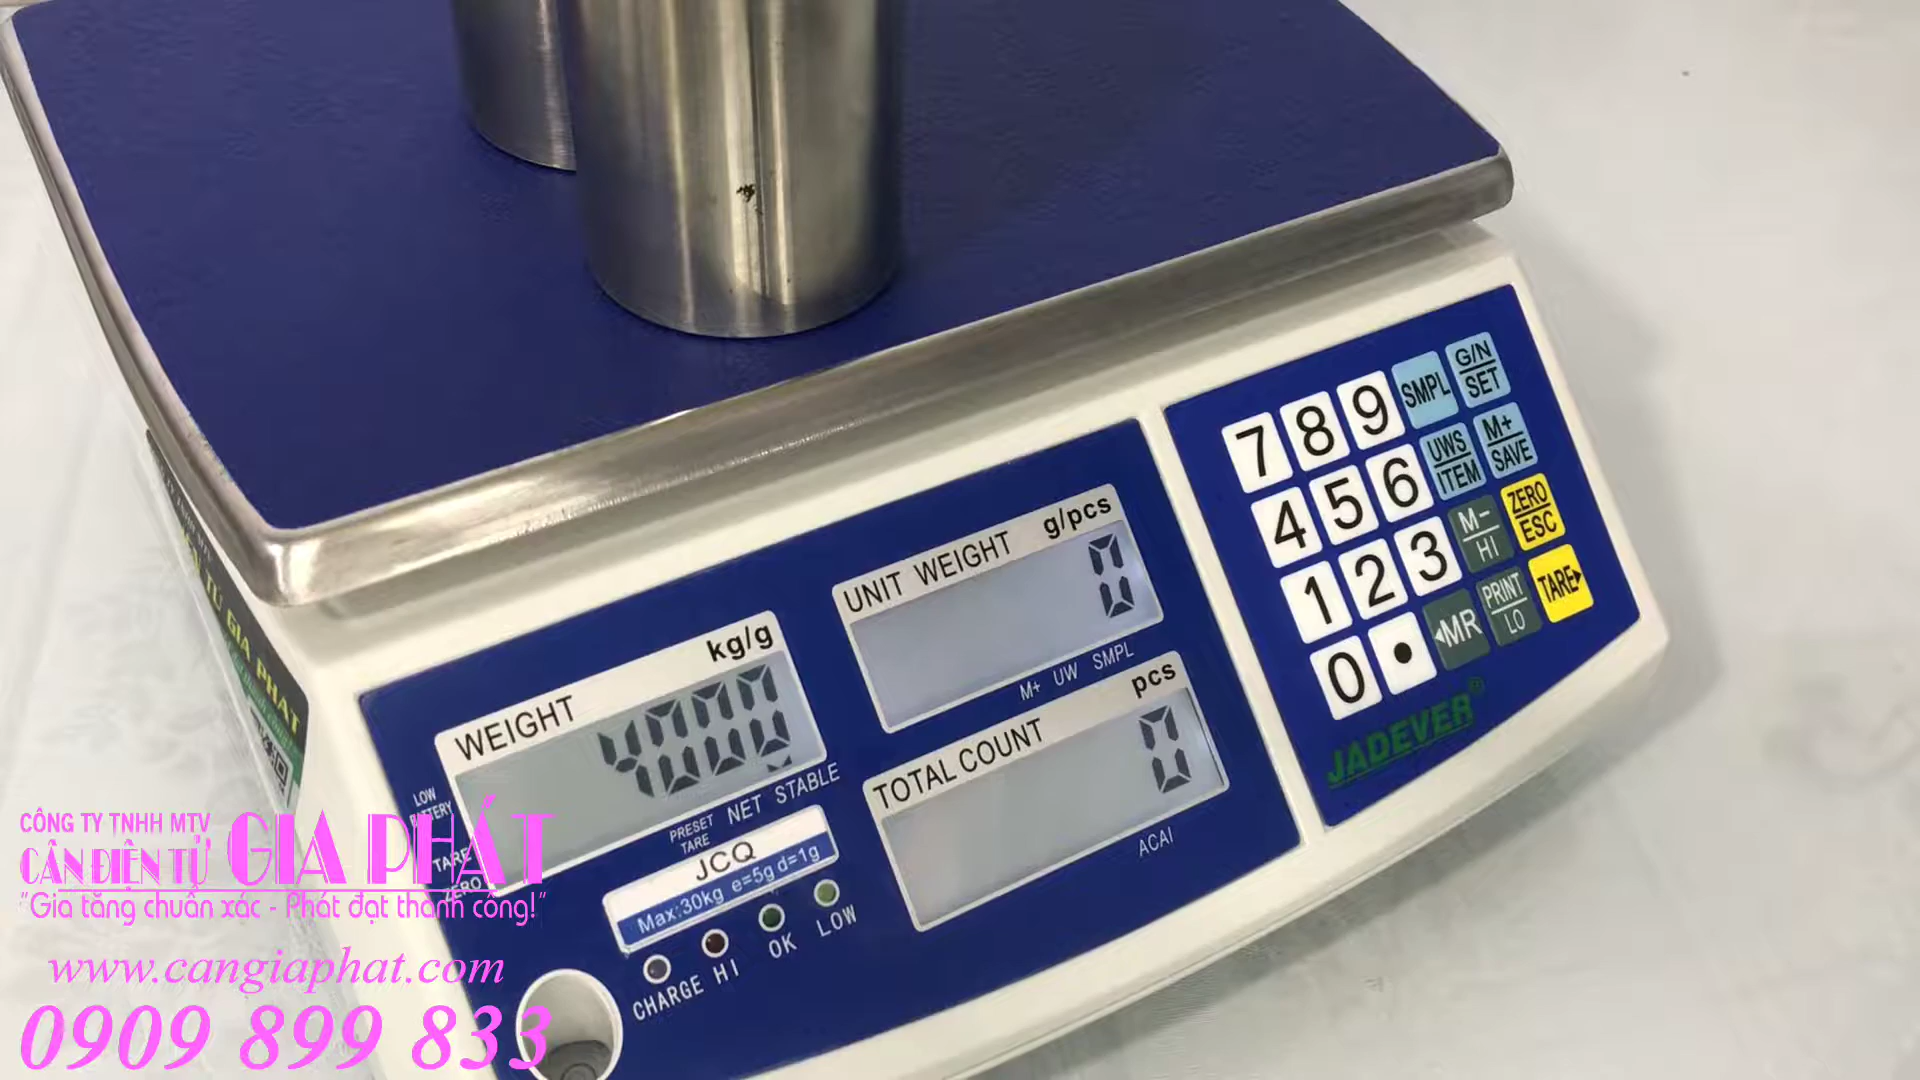 G/N
SET
7 8 9 SMPL
M+
SAVE
UWS
ITEM
4 5 6
ZERO
ESC
M-
HI
1 2 3
TARE
PRINT
LO
0 . MR
JADEVER®
UNIT WEIGHT g/pcs
0
M+ UW SMPL
WEIGHT kg/g
4000
LOW
BATTERY
TARE
ZERO
PRESET
TARE
NET STABLE
TOTAL COUNT pcs
0
ACAI
JCQ
Max:30kg e=5g d=1g
CHARGE HI OK LOW
TỬ GIA PHÁT
CÔNG TY TNHH MTV
CÂN ĐIỆN TỬ GIA PHÁT
"Gia tăng chuẩn xác - Phát đạt thành công!"
www.cangiaphat.com
0909 899 833